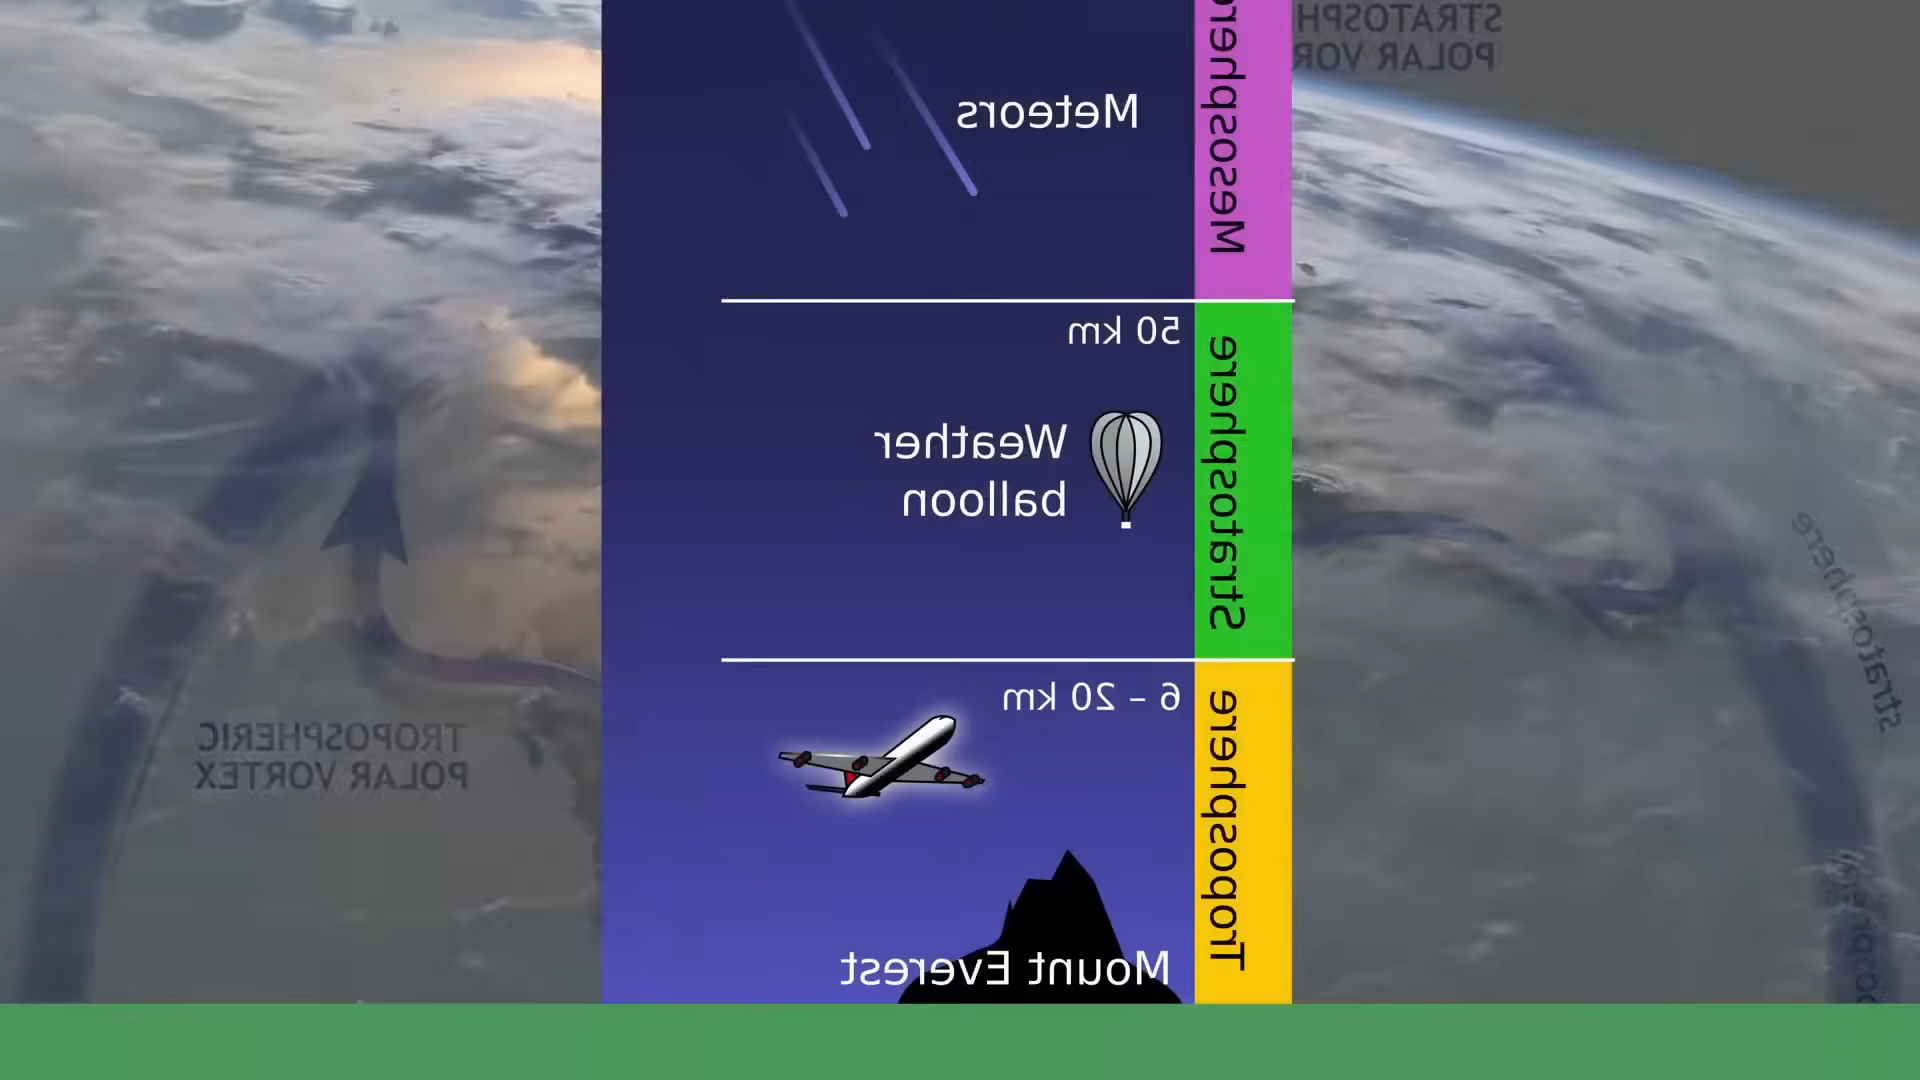 STRATOSPH
POLAR VOR
Meteors
Mesosphere
50 km
Weather
balloon
Stratosphere
stratosphere
6 – 20 km
TROPOSPHERIC
POLAR VORTEX
Troposphere
Mount Everest